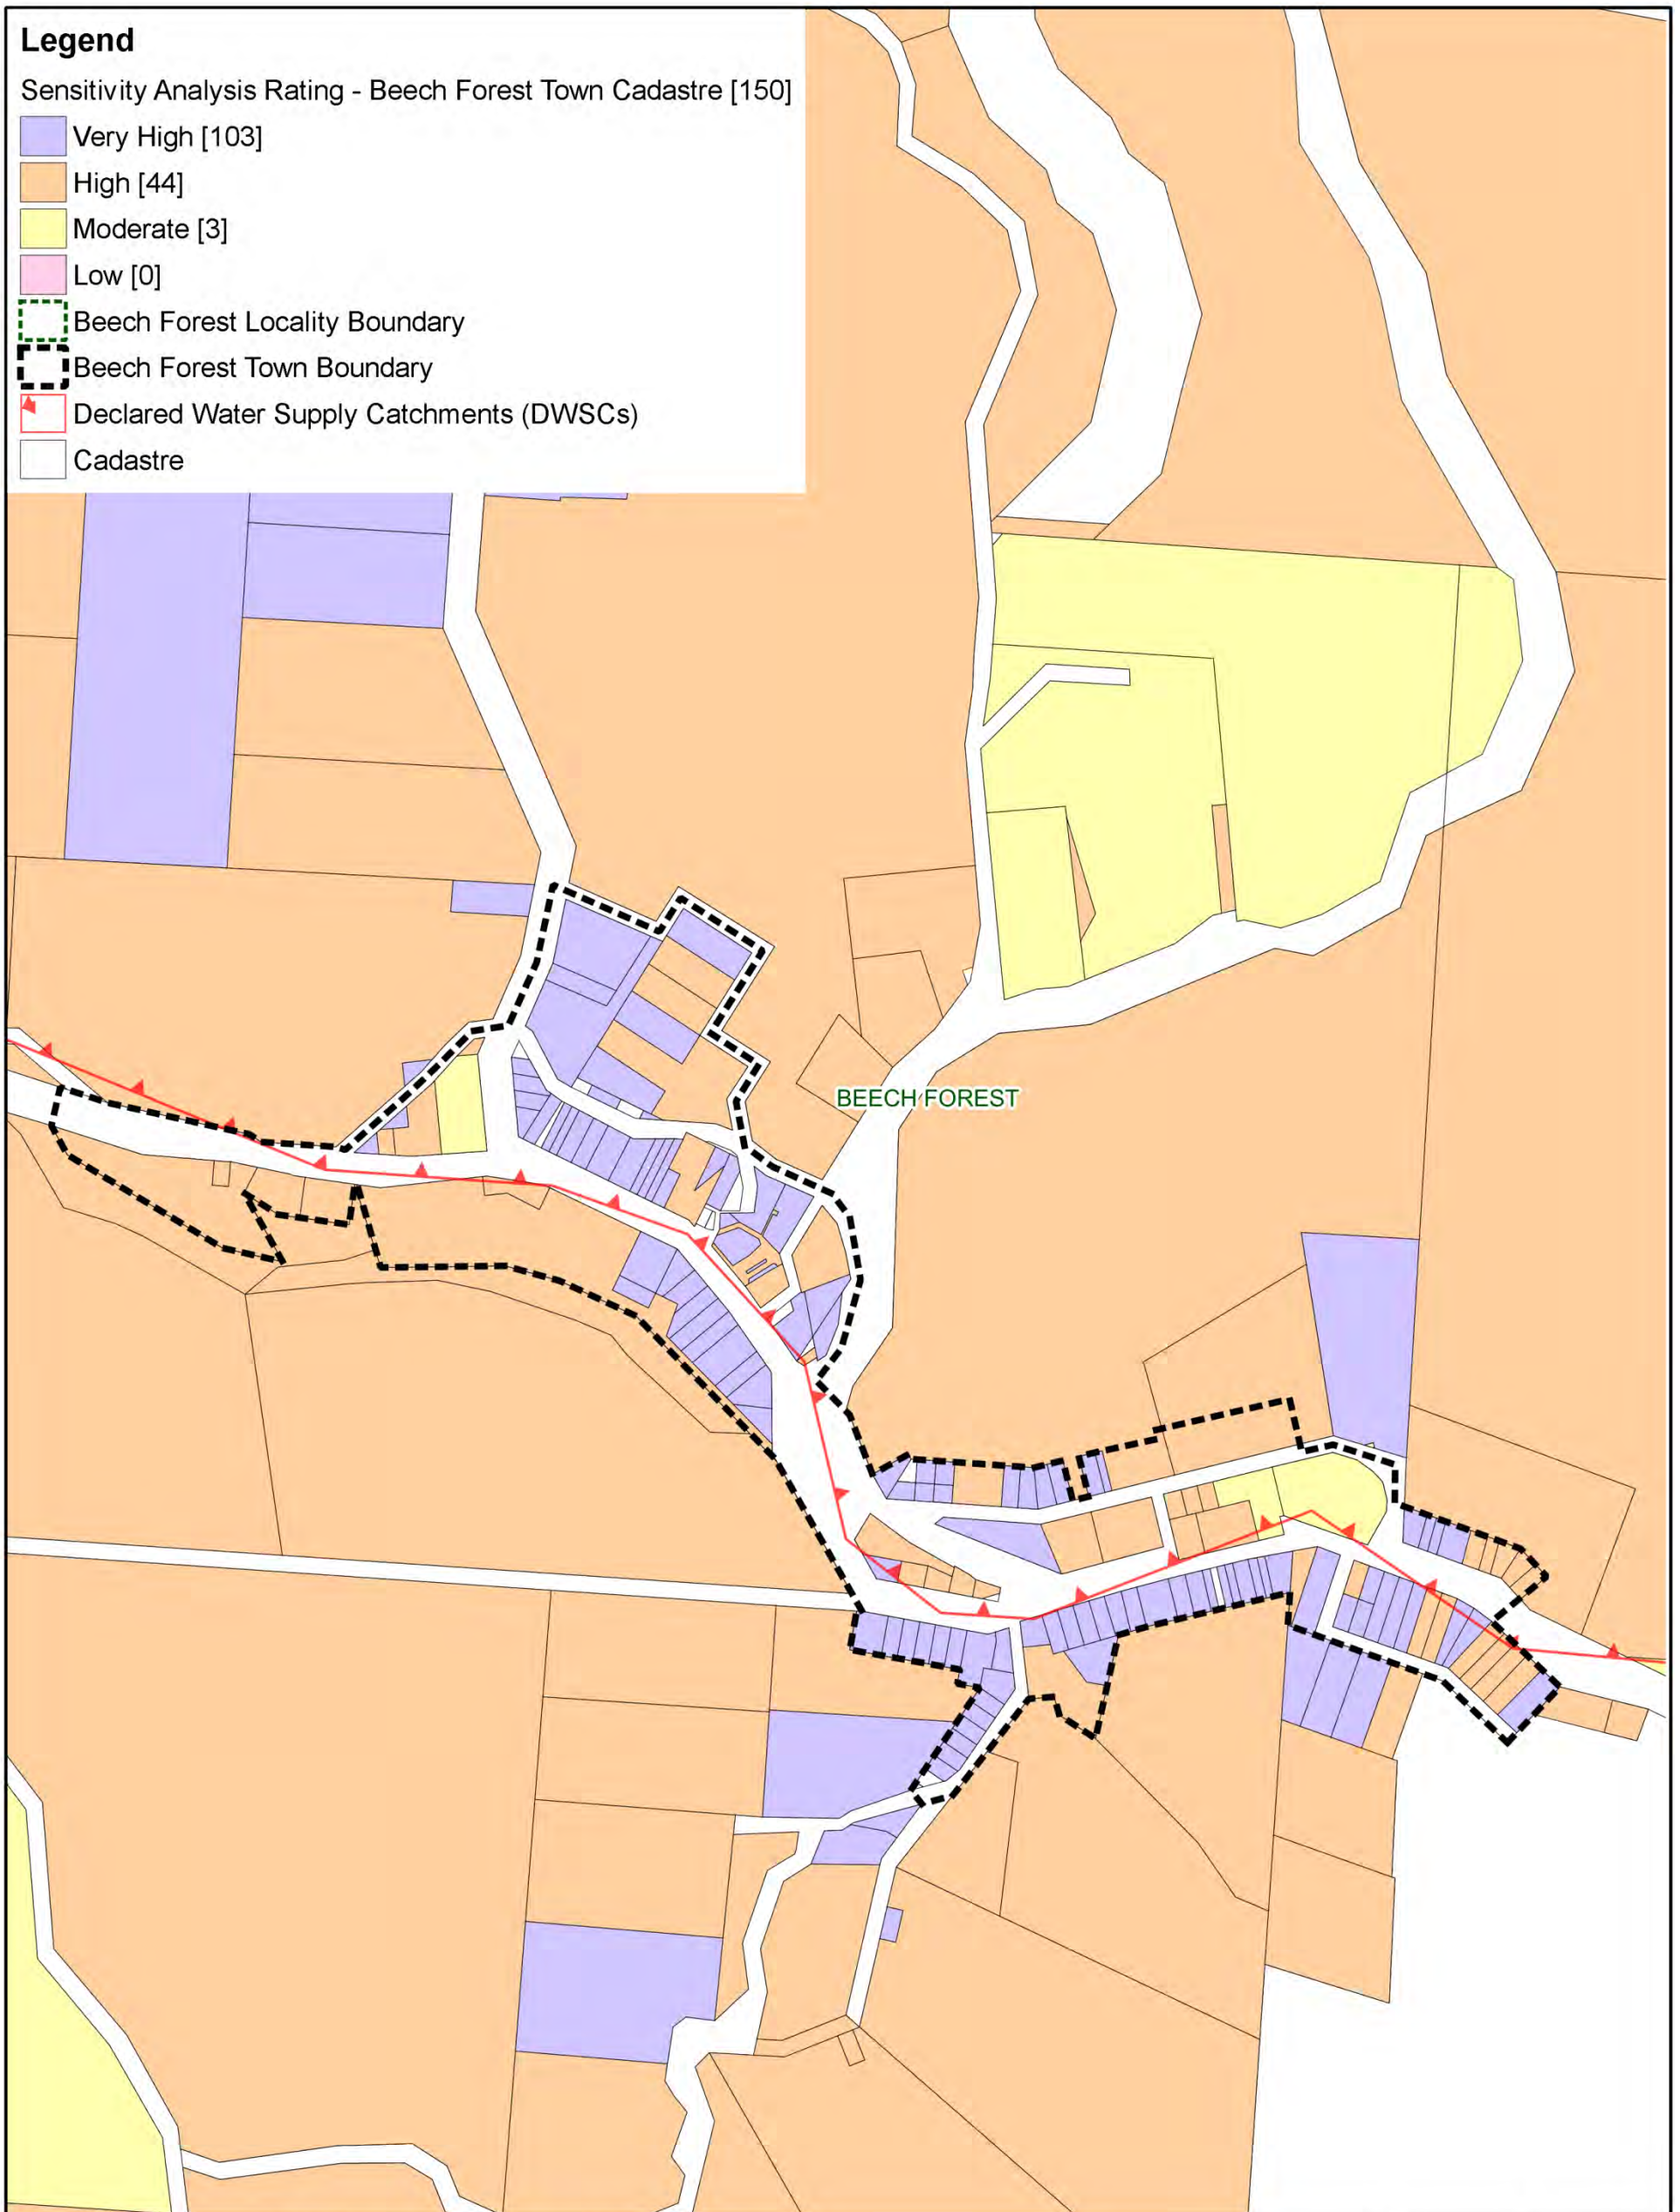 Legend
Sensitivity Analysis Rating - Beech Forest Town Cadastre [150]
Very High [103]
High [44]
Moderate [3]
Low [0]
Beech Forest Locality Boundary
Beech Forest Town Boundary
Declared Water Supply Catchments (DWSCs)
Cadastre
BEECH FOREST